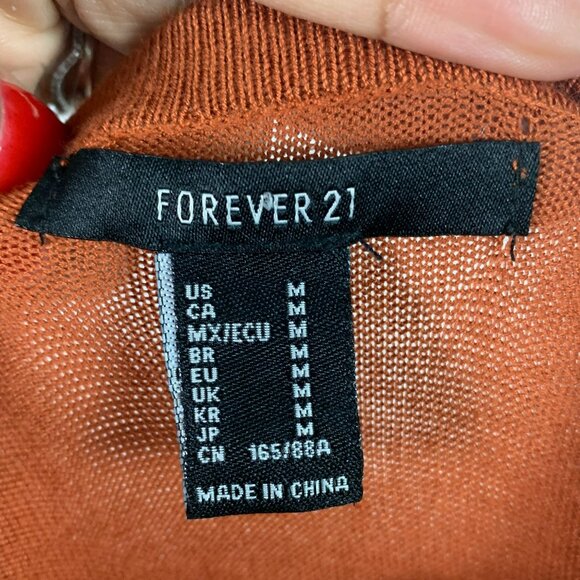 FOREVER 21
US M
CA M
MX/ECU M
BR M
EU M
UK M
KR M
JP M
CN 165/88A
MADE IN CHINA